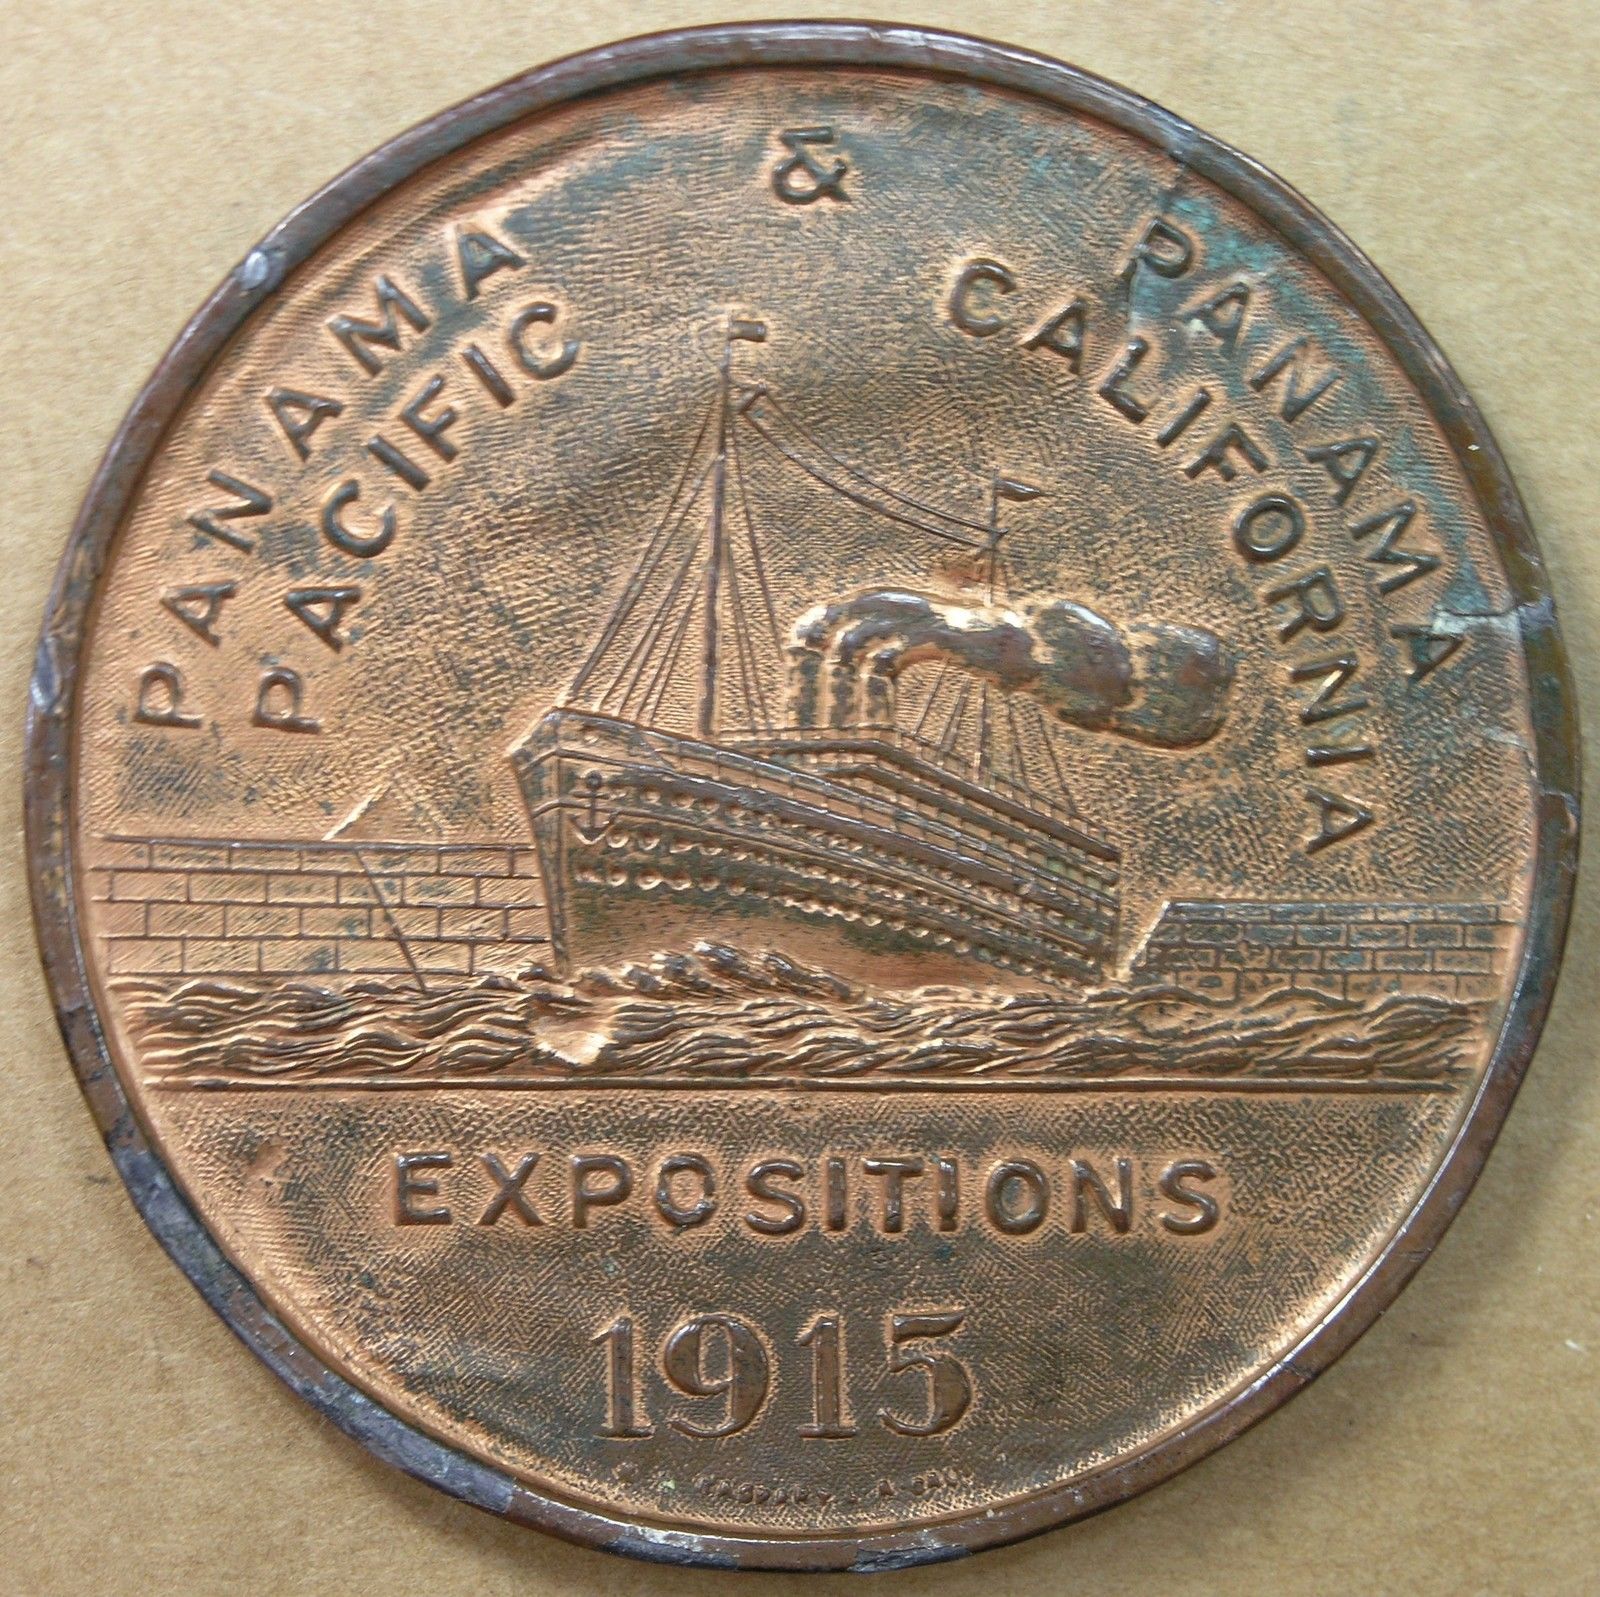 PANAMA
PACIFIC
&
PANAMA
CALIFORNIA
EXPOSITIONS
1915